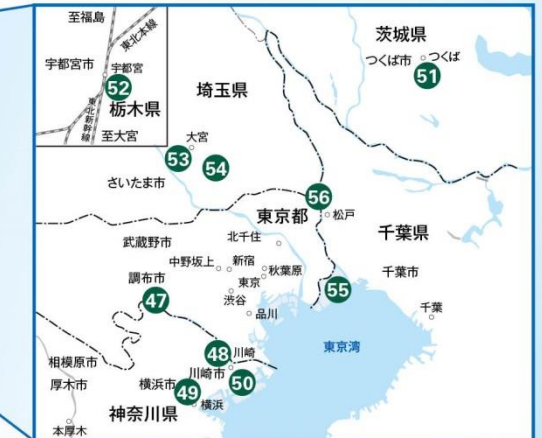 至福島
東北本線
宇都宮市
宇都宮
52
栃木県
東北新幹線
至大宮
茨城県
つくば市
つくば
51
埼玉県
大宮
53
54
さいたま市
56
松戸
東京都
千葉県
北千住
武蔵野市
中野坂上
新宿
秋葉原
千葉市
調布市
東京
55
47
渋谷
品川
千葉
東京湾
48
川崎
相模原市
川崎市
厚木市
横浜市
50
49
横浜
神奈川県
本厚木